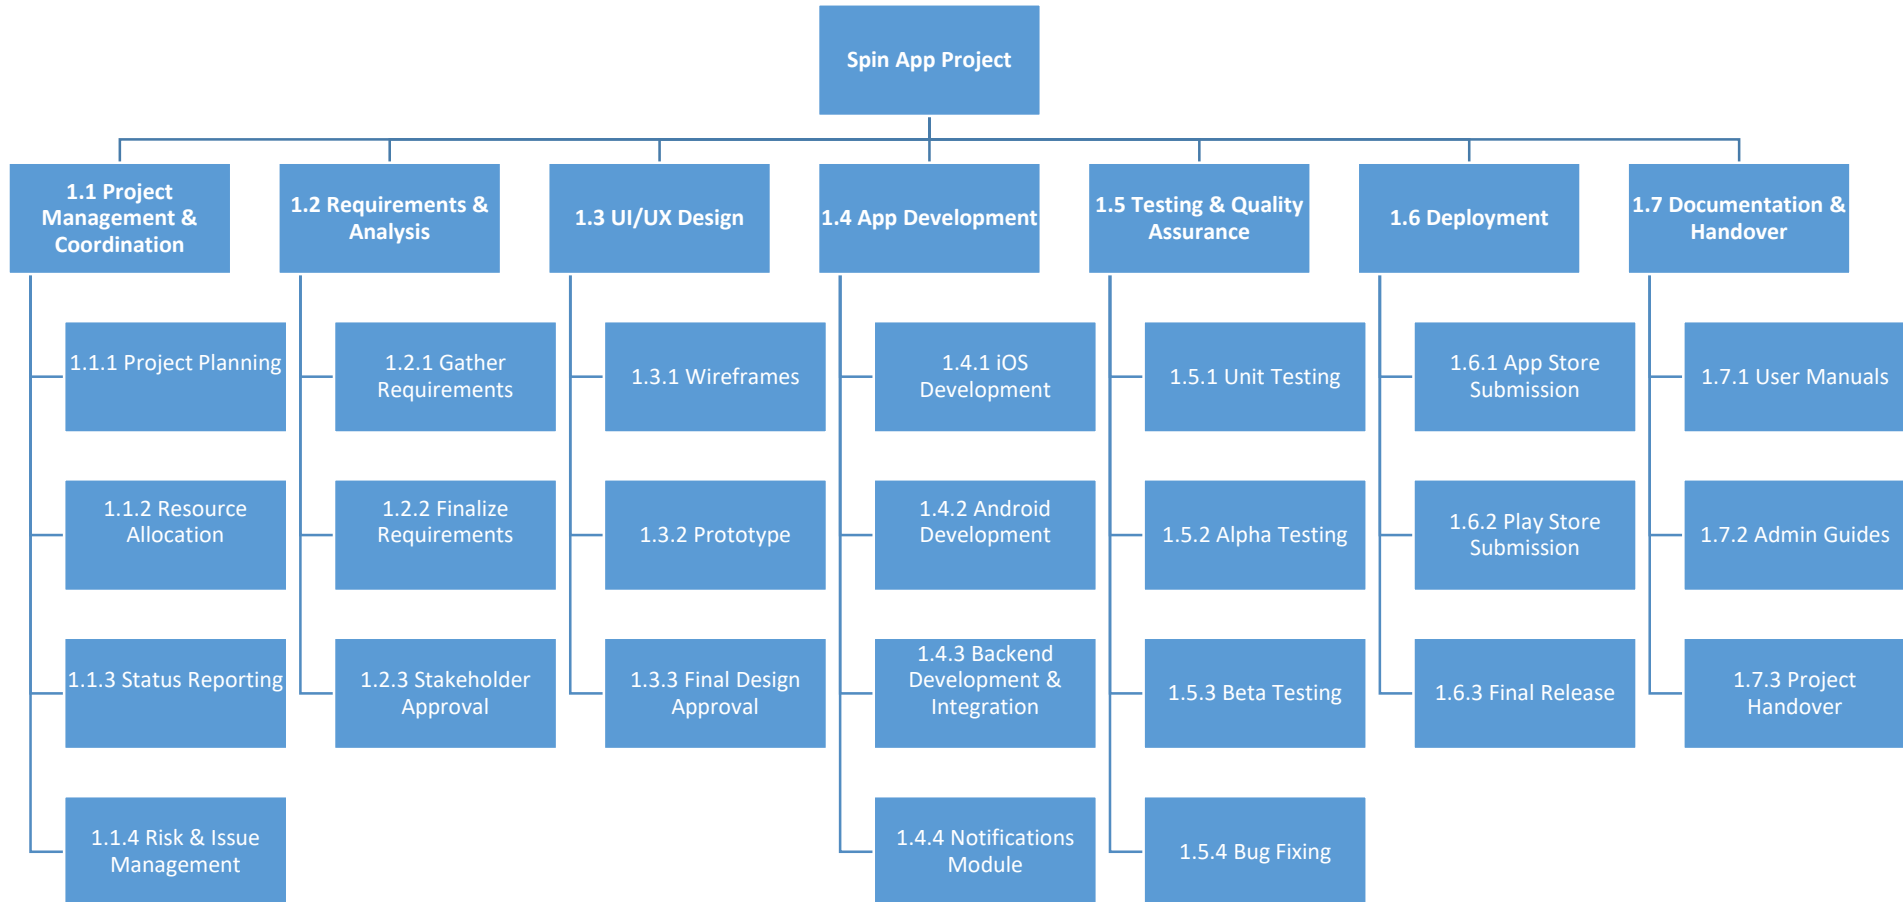 Spin App Project
1.1 Project
Management &
Coordination
1.2 Requirements &
Analysis
1.3 UI/UX Design
1.4 App Development
1.5 Testing & Quality
Assurance
1.6 Deployment
1.7 Documentation &
Handover
1.1.1 Project Planning
1.1.2 Resource
Allocation
1.1.3 Status Reporting
1.1.4 Risk & Issue
Management
1.2.1 Gather
Requirements
1.2.2 Finalize
Requirements
1.2.3 Stakeholder
Approval
1.3.1 Wireframes
1.3.2 Prototype
1.3.3 Final Design
Approval
1.4.1 iOS
Development
1.4.2 Android
Development
1.4.3 Backend
Development &
Integration
1.4.4 Notifications
Module
1.5.1 Unit Testing
1.5.2 Alpha Testing
1.5.3 Beta Testing
1.5.4 Bug Fixing
1.6.1 App Store
Submission
1.6.2 Play Store
Submission
1.6.3 Final Release
1.7.1 User Manuals
1.7.2 Admin Guides
1.7.3 Project
Handover